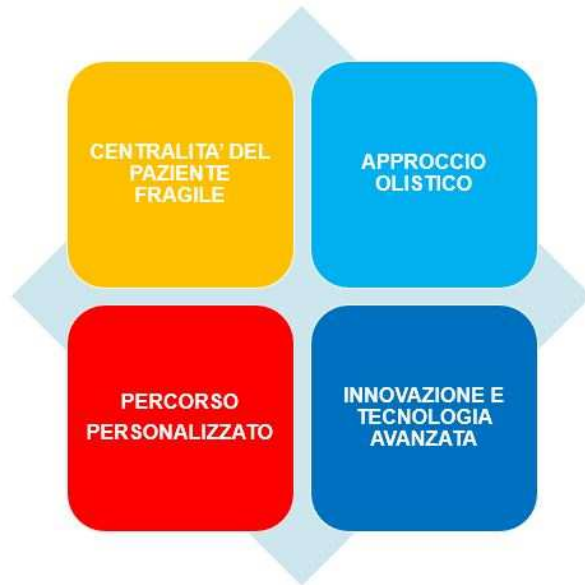 CENTRALITA' DEL
PAZIENTE
FRAGILE
APPROCCIO
OLISTICO
PERCORSO
PERSONALIZZATO
INNOVAZIONE E
TECNOLOGIA
AVANZATA